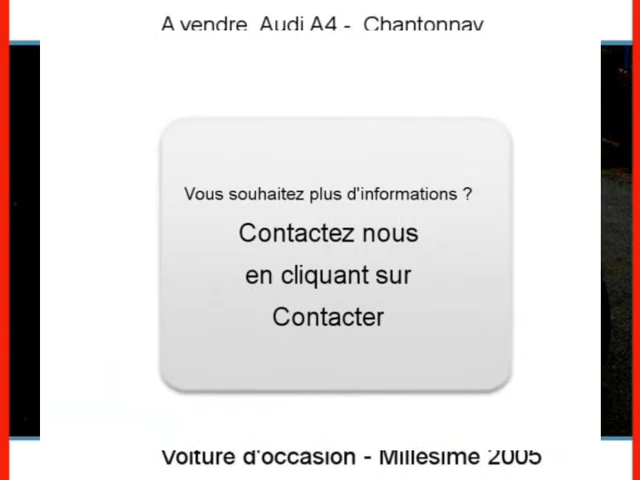 A vendre Audi A4 - Chantonnay
Vous souhaitez plus d'informations ?
Contactez nous
en cliquant sur
Contacter
Voiture d'occasion - Millesime 2005